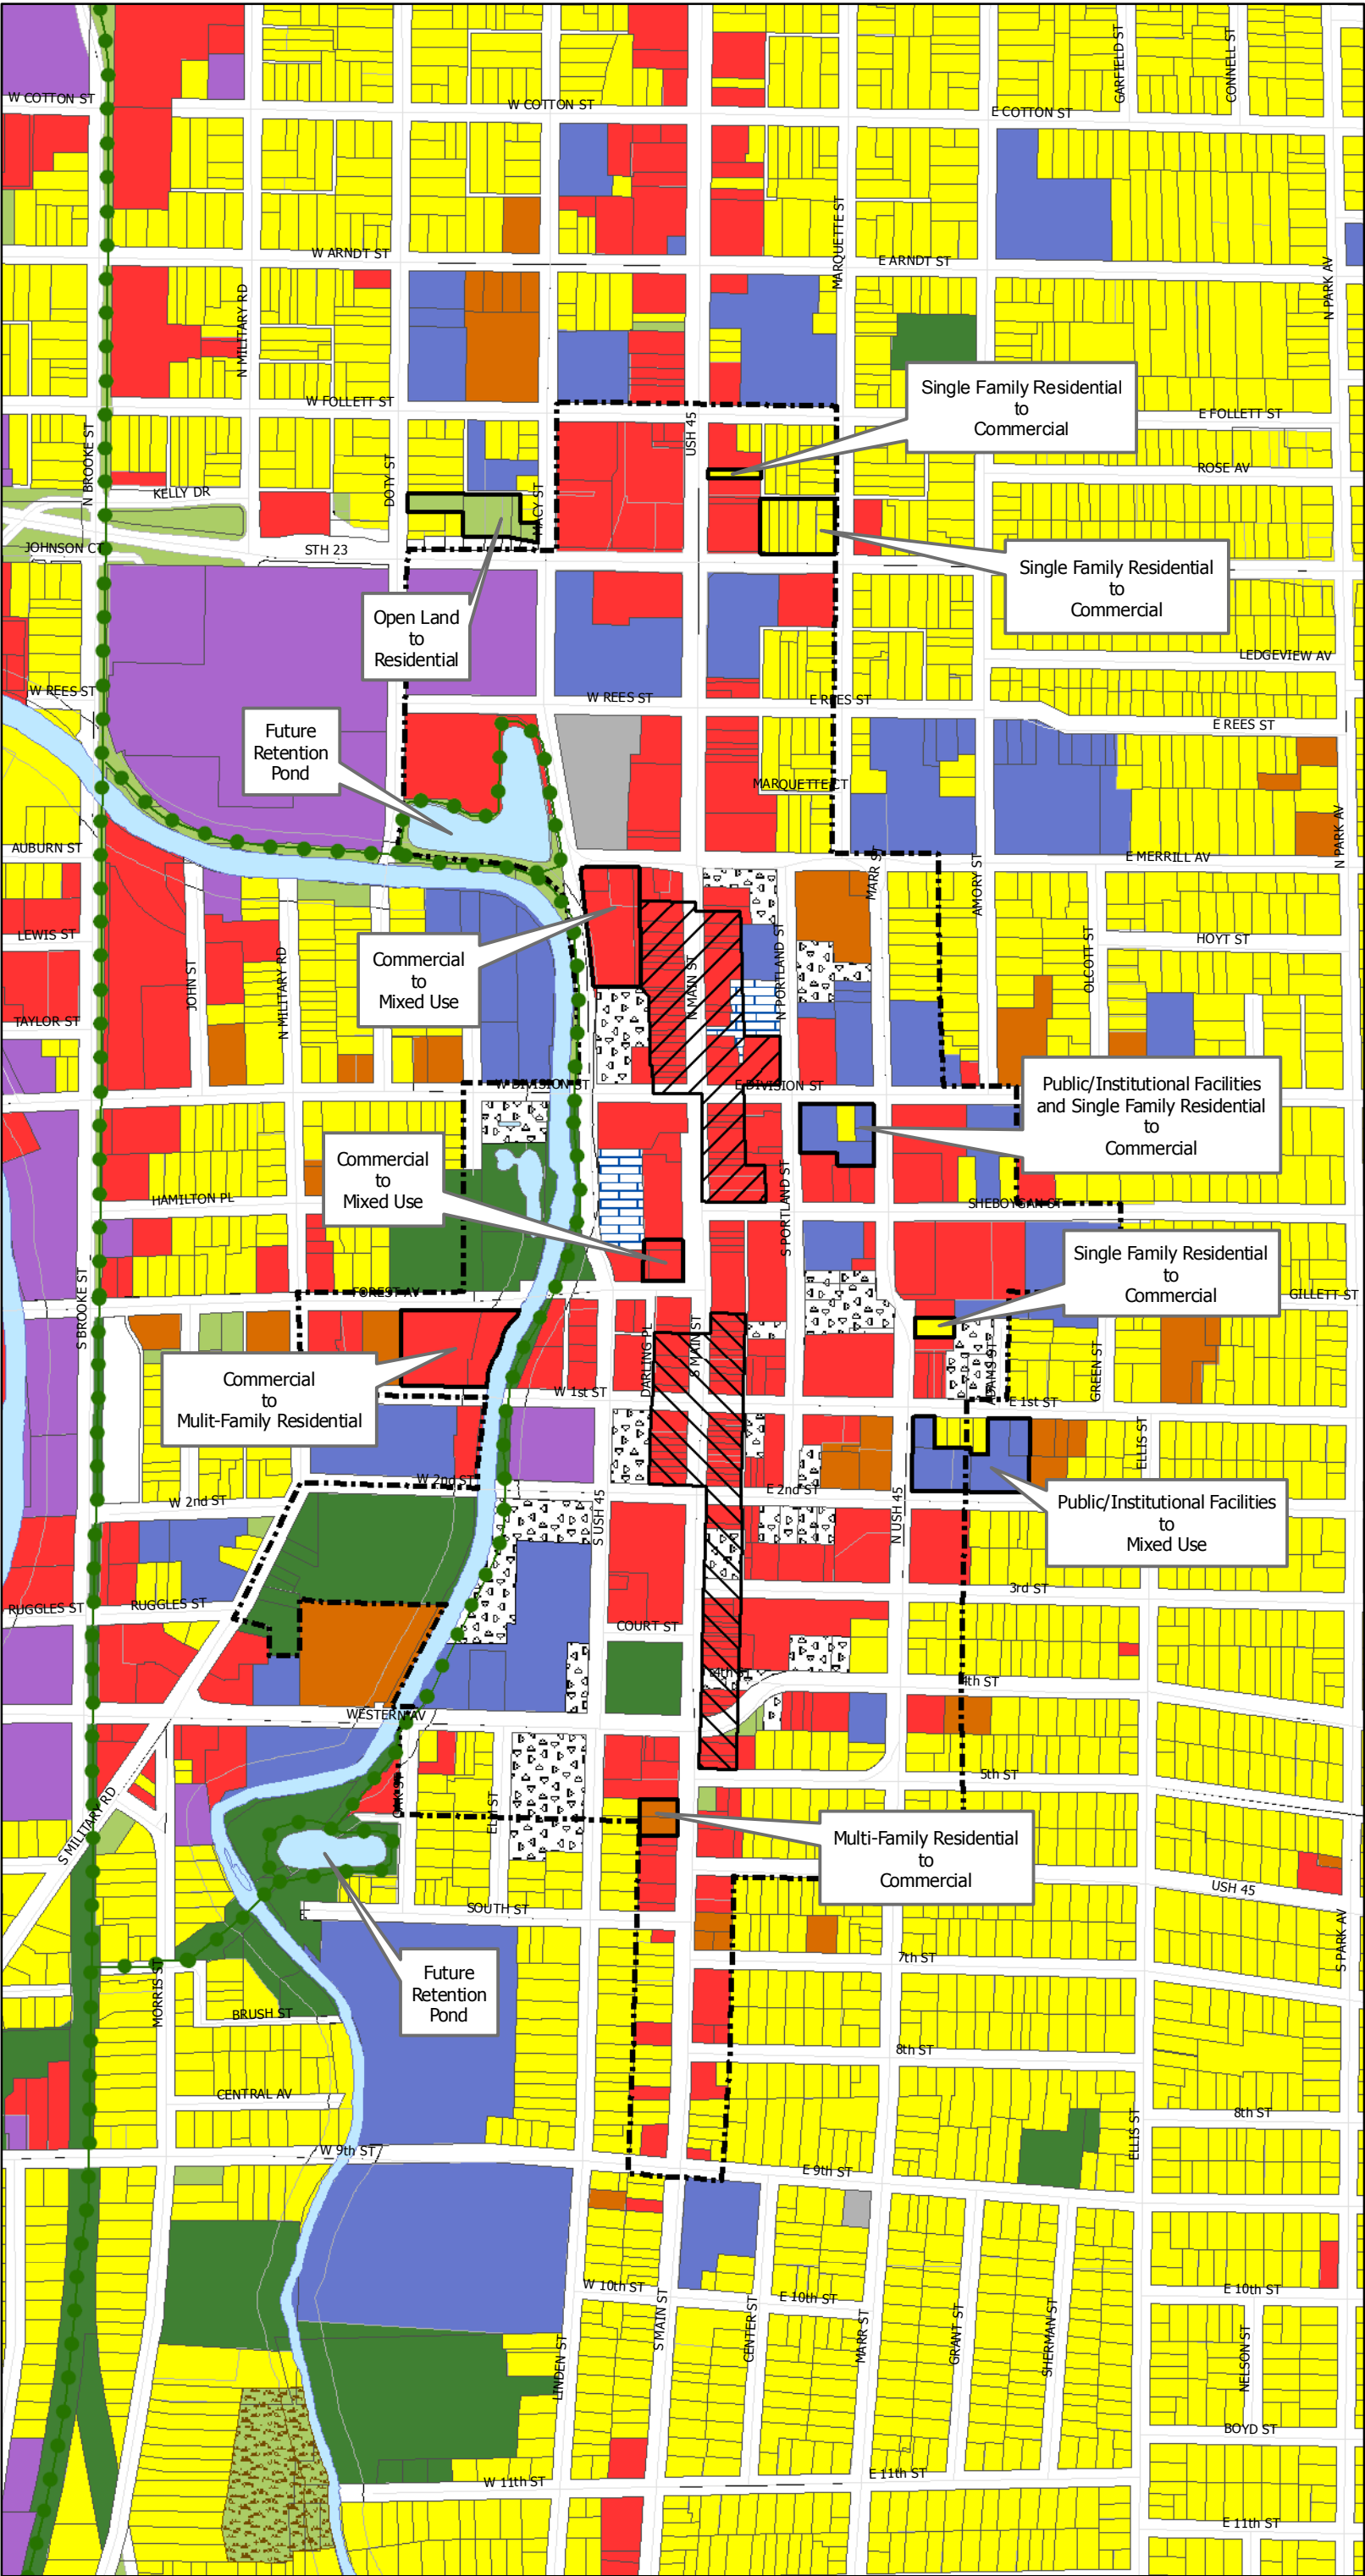 GARFIELD ST
CONNELL ST
W COTTON ST
W COTTON ST
E COTTON ST
MARQUETTE ST
W ARNDT ST
E ARNDT ST
N PARK AV
N MILITARY RD
Single Family Residential
to
Commercial
W FOLLETT ST
USH 45
E FOLLETT ST
N BROOKE ST
DOTY ST
ROSE AV
KELLY DR
MACY ST
JOHNSON CT
STH 23
Single Family Residential
to
Commercial
Open Land
to
Residential
LEDGEVIEW AV
W REES ST
W REES ST
E REES ST
E REES ST
Future
Retention
Pond
MARQUETTE CT
N PARK AV
AUBURN ST
E MERRILL AV
MARR ST
AMORY ST
LEWIS ST
HOYT ST
JOHN ST
N MILITARY RD
Commercial
to
Mixed Use
N MAIN ST
N PORTLAND ST
OLCOTT ST
TAYLOR ST
W DIVISION ST
E DIVISION ST
Public/Institutional Facilities
and Single Family Residential
to
Commercial
Commercial
to
Mixed Use
HAMILTON PL
S PORTLAND ST
SHEBOYGAN ST
Single Family Residential
to
Commercial
S BROOKE ST
FOREST AV
GILLETT ST
DARLING PL
S MAIN ST
ADAMS ST
GREEN ST
Commercial
to
Mulit-Family Residential
W 1st ST
E 1st ST
ELLIS ST
W 2nd ST
W 2nd ST
E 2nd ST
S USH 45
N USH 45
Public/Institutional Facilities
to
Mixed Use
RUGGLES ST
RUGGLES ST
3rd ST
COURT ST
4th ST
4th ST
WESTERN AV
5th ST
OAK ST
ELM ST
S MILITARY RD
Multi-Family Residential
to
Commercial
USH 45
SOUTH ST
S PARK AV
7th ST
Future
Retention
Pond
MORRIS ST
BRUSH ST
8th ST
CENTRAL AV
8th ST
ELLIS ST
W 9th ST
E 9th ST
W 10th ST
E 10th ST
E 10th ST
LINDEN ST
S MAIN ST
CENTER ST
MARR ST
GRANT ST
SHERMAN ST
NELSON ST
BOYD ST
W 11th ST
E 11th ST
E 11th ST